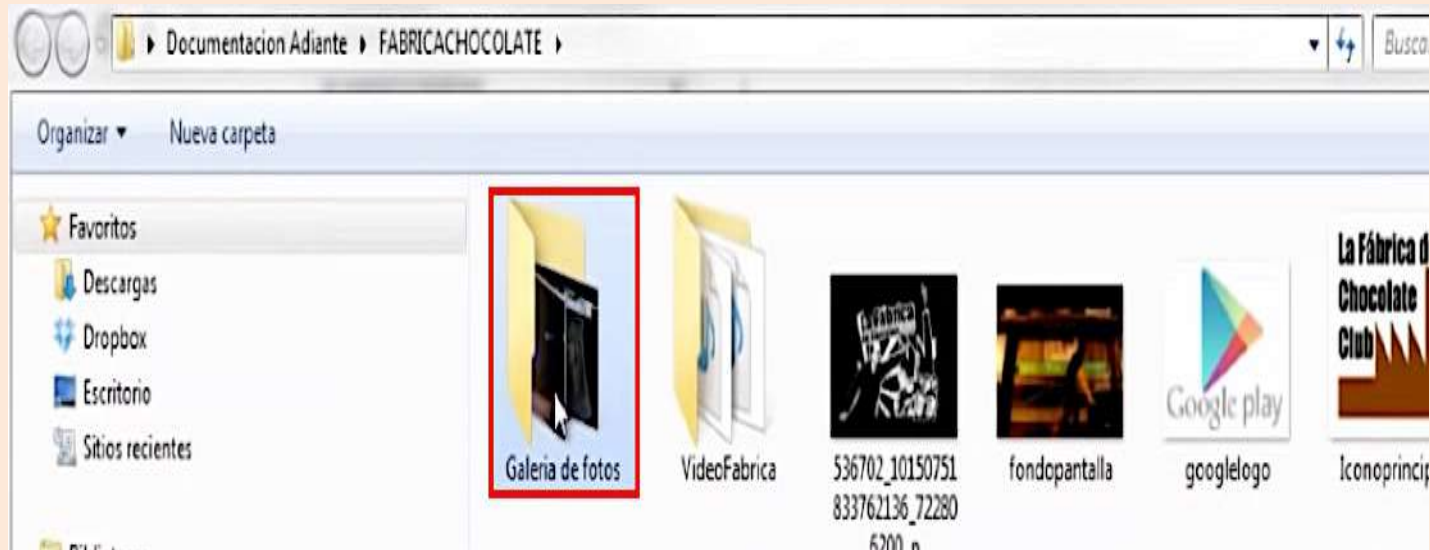 Documentacion Adiante ▸ FABRICACHOCOLATE ▸
Organizar ▾ Nueva carpeta
Favoritos
Descargas
Dropbox
Escritorio
Sitios recientes
Galeria de fotos
VideoFabrica
536702_10150751
833762136_72280
6200_n
fondopantalla
Google play
googlelogo
La Fábrica d
Chocolate
Club
Iconoprincip